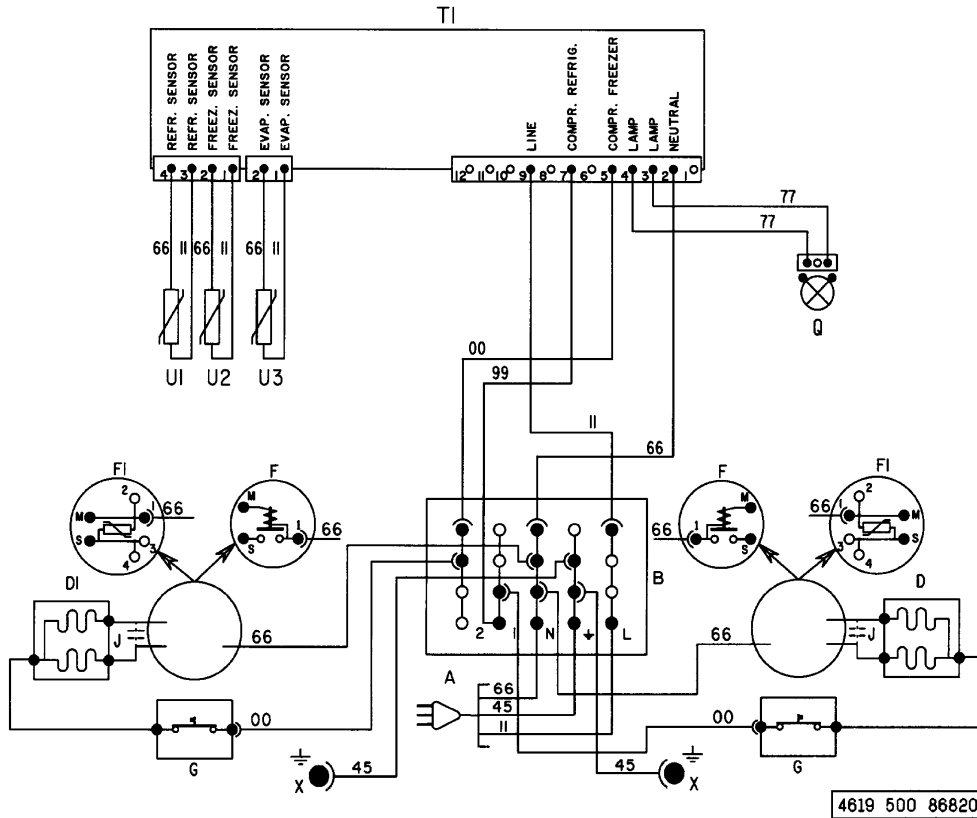 T1
REFR. SENSOR
REFR. SENSOR
FREEZ. SENSOR
FREEZ. SENSOR
EVAP. SENSOR
EVAP. SENSOR
LINE
COMPR. REFRIG.
COMPR. FREEZER
LAMP
LAMP
NEUTRAL
4 3 2 1 2 1 12 11 10 9 8 7 6 5 4 3 2 1
77
77
66 11 66 11 66 11
Q
U1 U2 U3
00
99
11
66
F1 F F F1
2 M 1 66 M 2
M 1 66 S 1 66 66 1 S 1 M
S 3 3 S
4 4
B
D1 D
J 66 2 1 N L 66 J
A
66
45
11
00 00
G G
X 45 45 X
4619 500 86820